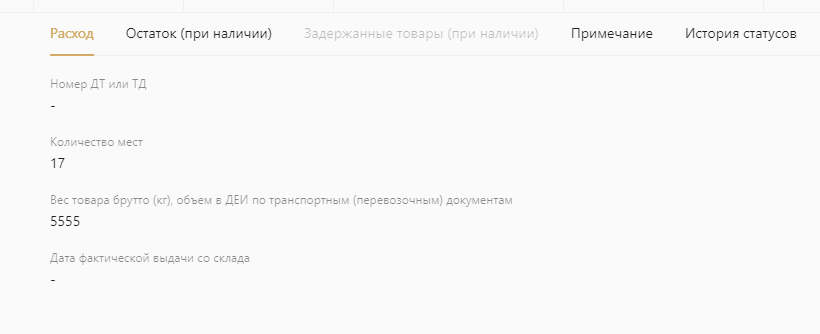 Расход Остаток (при наличии) Задержанные товары (при наличии) Примечание История статусов
Номер ДТ или ТД
-
Количество мест
17
Вес товара брутто (кг), объем в ДЕИ по транспортным (перевозочным) документам
5555
Дата фактической выдачи со склада
-